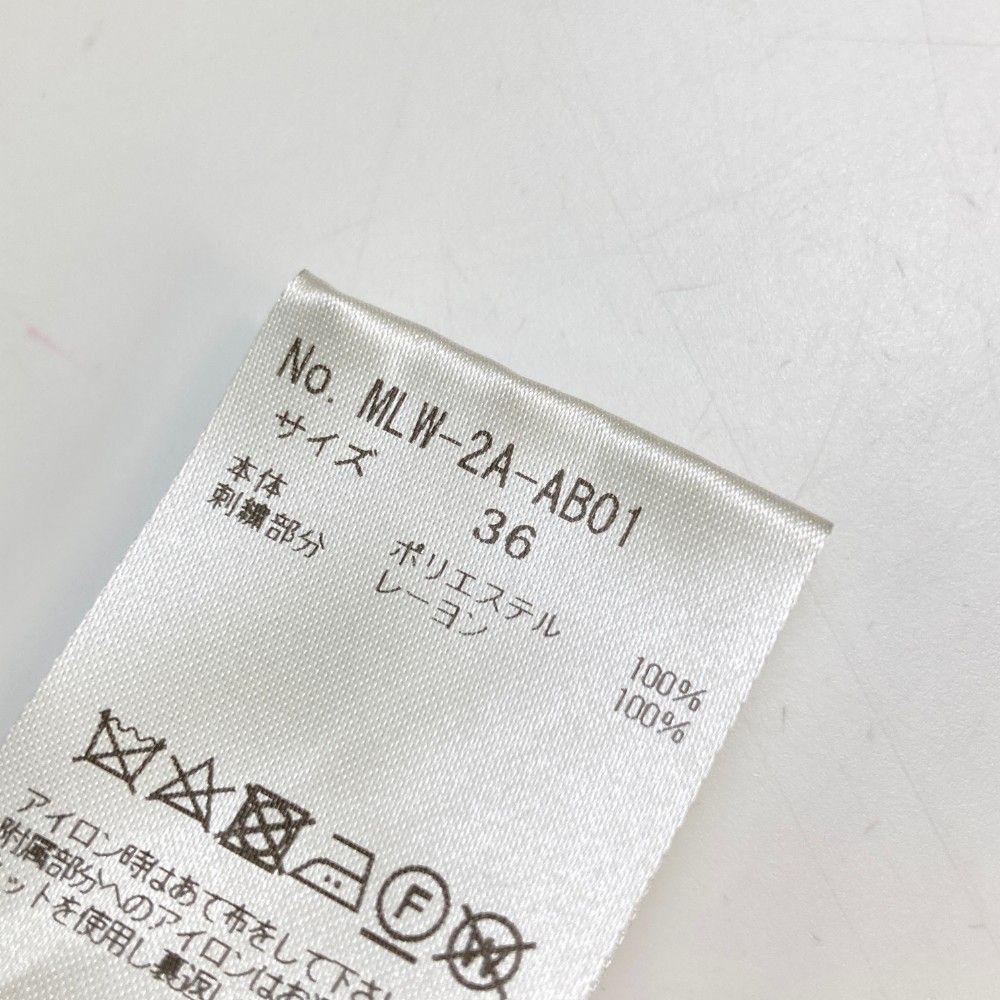 No. MLW-2A-AB01
サイズ 36
本体 ポリエステル 100%
刺繍部分 レーヨン 100%
F W
アイロン時はあて布をして下さ
附属部分へのアイロンはお
ットを使用し裏返